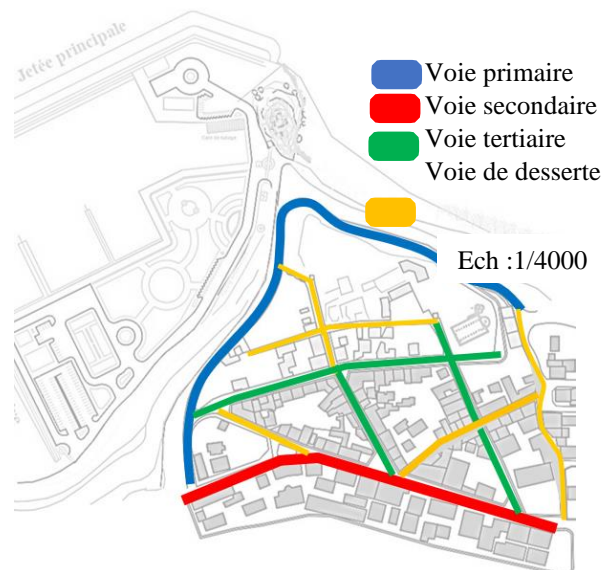 Jetée principale
Voie primaire
Voie secondaire
Voie tertiaire
Voie de desserte
Ech :1/4000